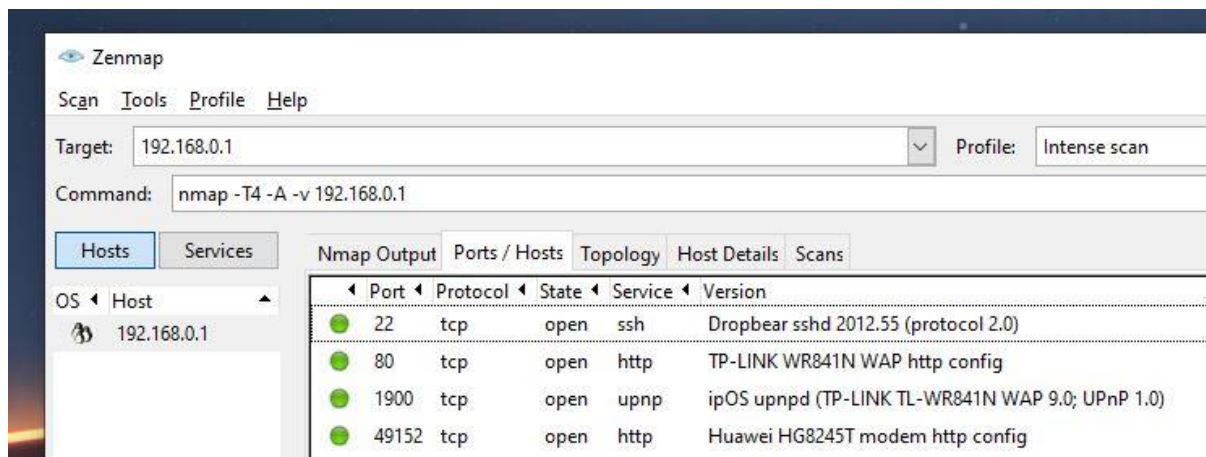 Zenmap
Scan Tools Profile Help
Target: 192.168.0.1 Profile: Intense scan
Command: nmap -T4 -A -v 192.168.0.1
Hosts Services Nmap Output Ports / Hosts Topology Host Details Scans
OS Host Port Protocol State Service Version
192.168.0.1
22 tcp open ssh Dropbear sshd 2012.55 (protocol 2.0)
80 tcp open http TP-LINK WR841N WAP http config
1900 tcp open upnp ipOS upnpd (TP-LINK TL-WR841N WAP 9.0; UPnP 1.0)
49152 tcp open http Huawei HG8245T modem http config